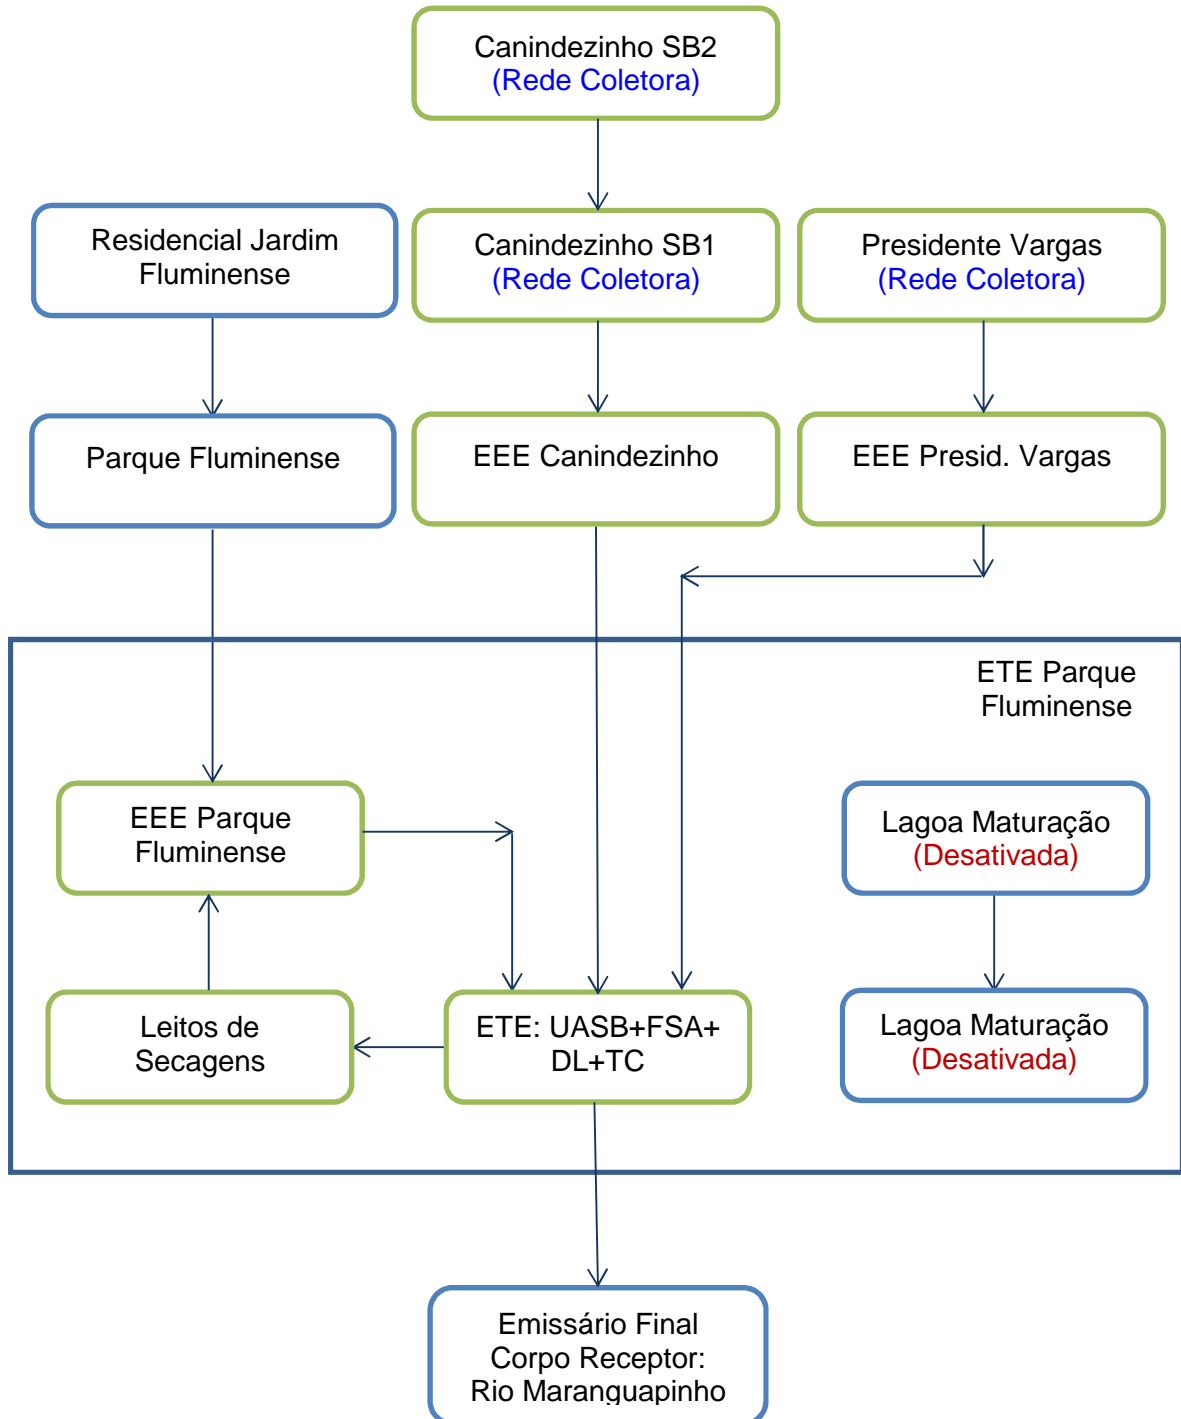 Canindezinho SB2
(Rede Coletora)
Residencial Jardim
Fluminense
Canindezinho SB1
(Rede Coletora)
Presidente Vargas
(Rede Coletora)
Parque Fluminense
EEE Canindezinho
EEE Presid. Vargas
ETE Parque
Fluminense
EEE Parque
Fluminense
Lagoa Maturação
(Desativada)
Leitos de
Secagens
ETE: UASB+FSA+
DL+TC
Lagoa Maturação
(Desativada)
Emissário Final
Corpo Receptor:
Rio Maranguapinho